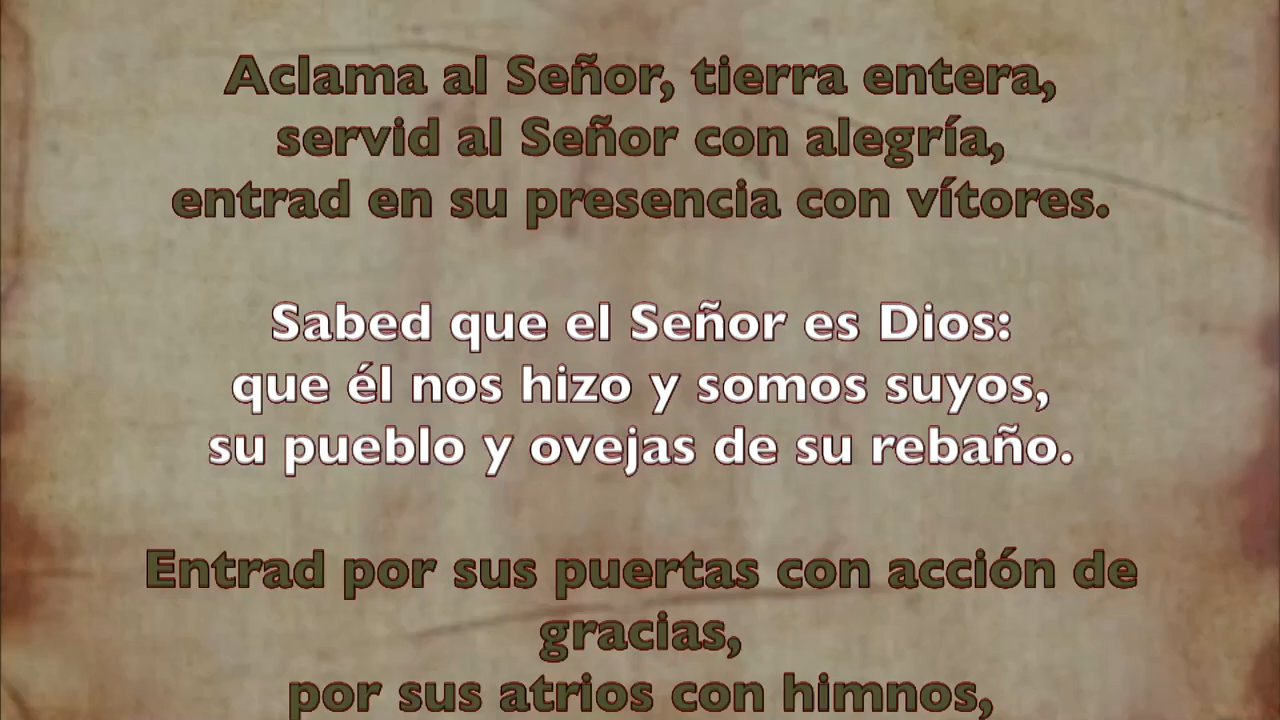 Aclama al Señor, tierra entera,
servid al Señor con alegría,
entrad en su presencia con vítores.
Sabed que el Señor es Dios:
que él nos hizo y somos suyos,
su pueblo y ovejas de su rebaño.
Entrad por sus puertas con acción de
gracias,
por sus atrios con himnos,